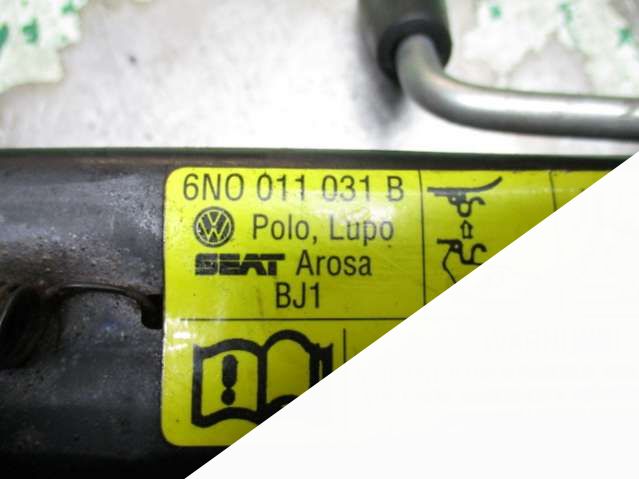 6N0 011 031 B
Polo, Lupo
SEAT Arosa
BJ1